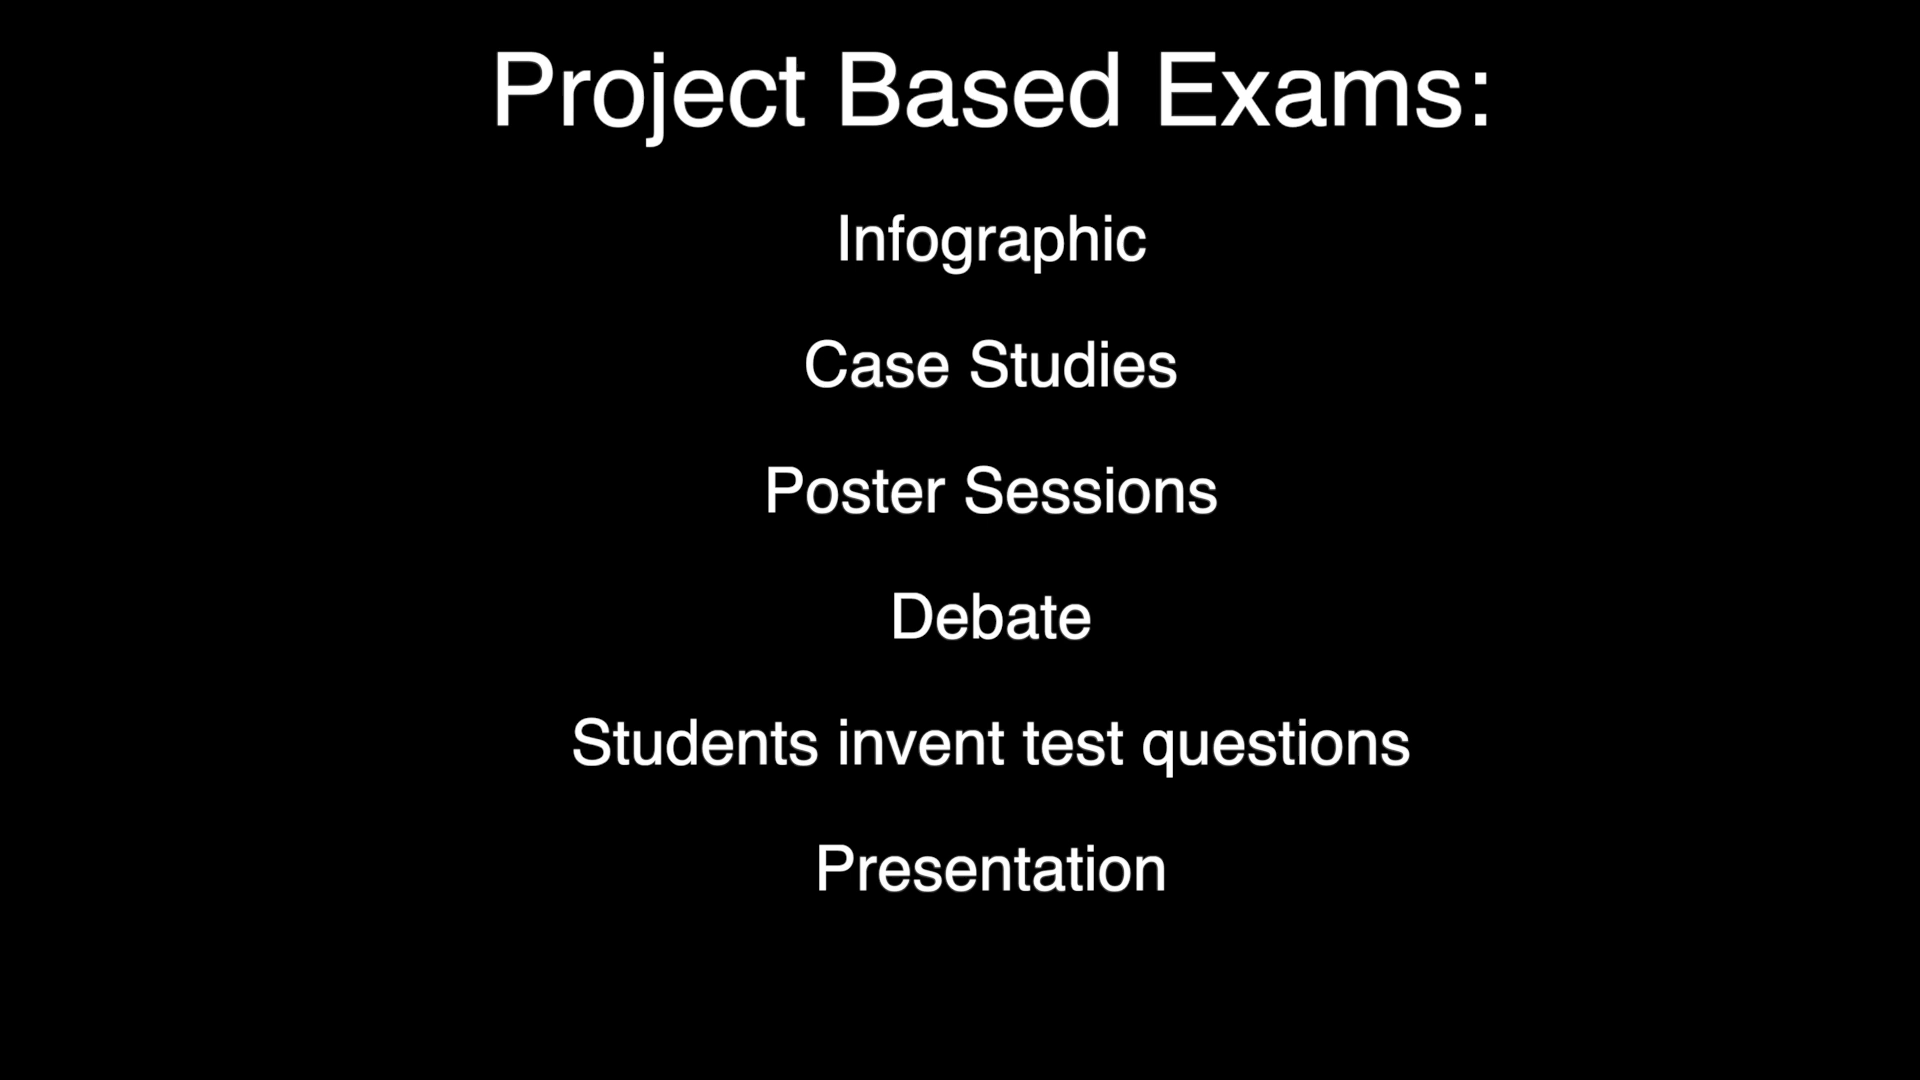 Project Based Exams:
Infographic
Case Studies
Poster Sessions
Debate
Students invent test questions
Presentation